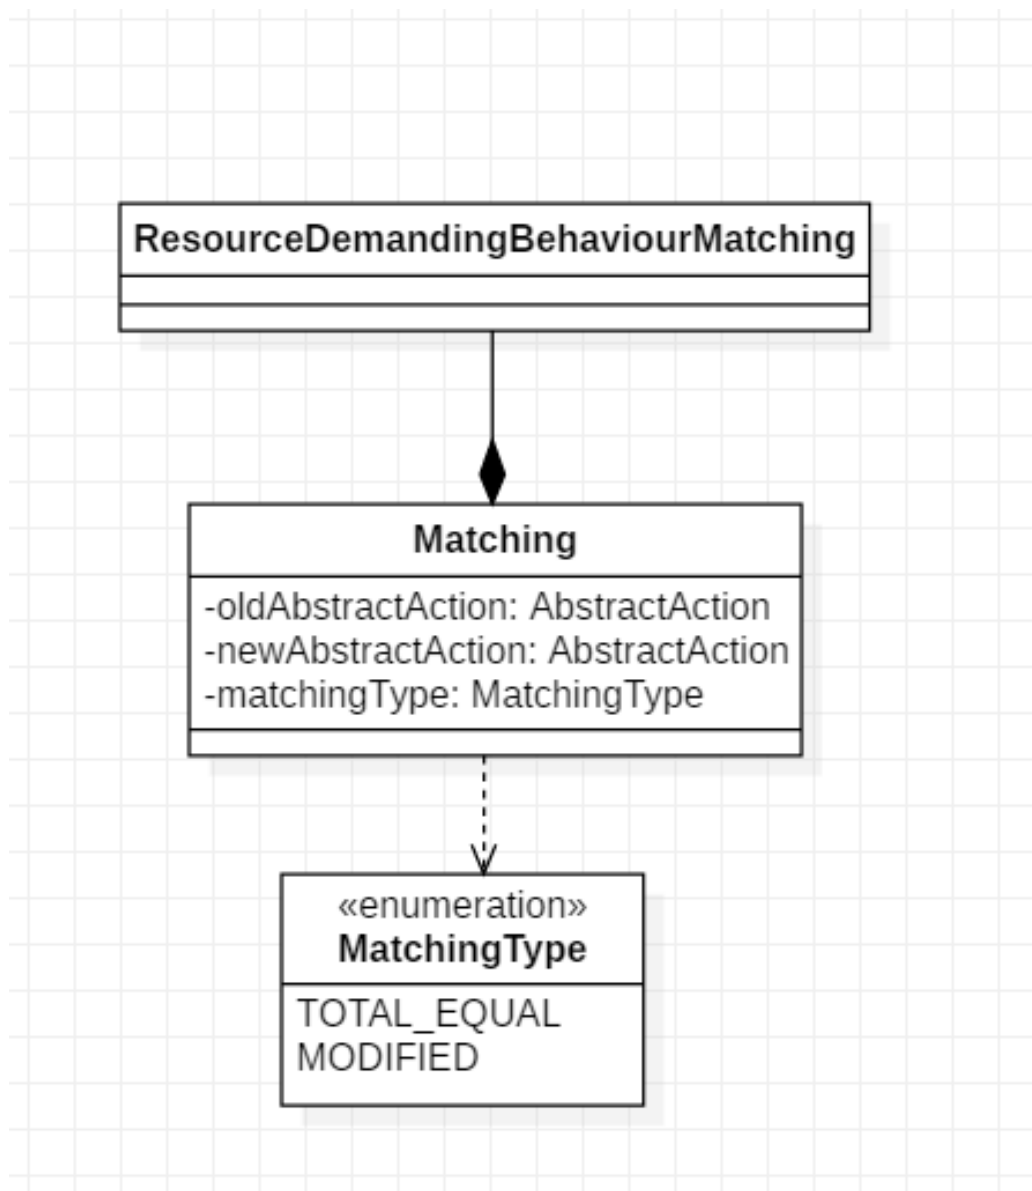 ResourceDemandingBehaviourMatching
Matching
-oldAbstractAction: AbstractAction
-newAbstractAction: AbstractAction
-matchingType: MatchingType
«enumeration»
MatchingType
TOTAL_EQUAL
MODIFIED